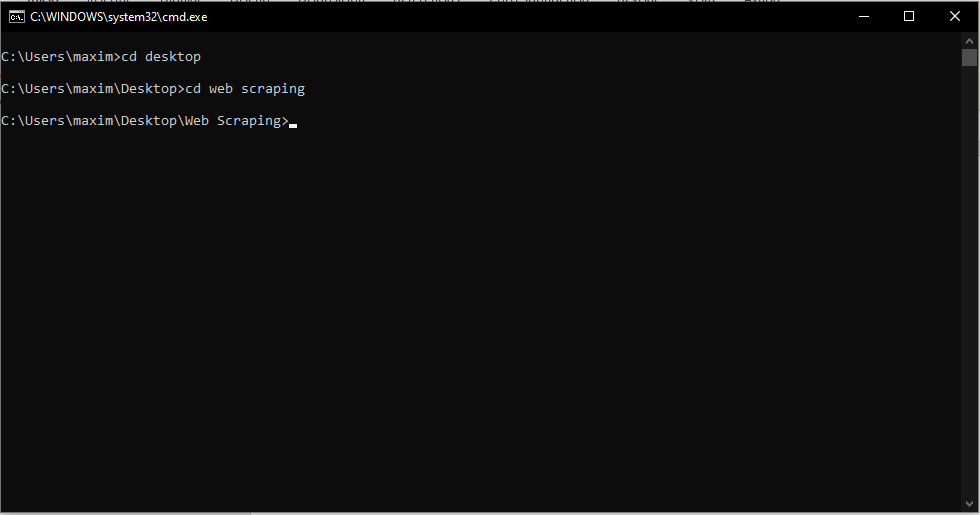 C:\WINDOWS\system32\cmd.exe
C:\Users\maxim>cd desktop
C:\Users\maxim\Desktop>cd web scraping
C:\Users\maxim\Desktop\Web Scraping>